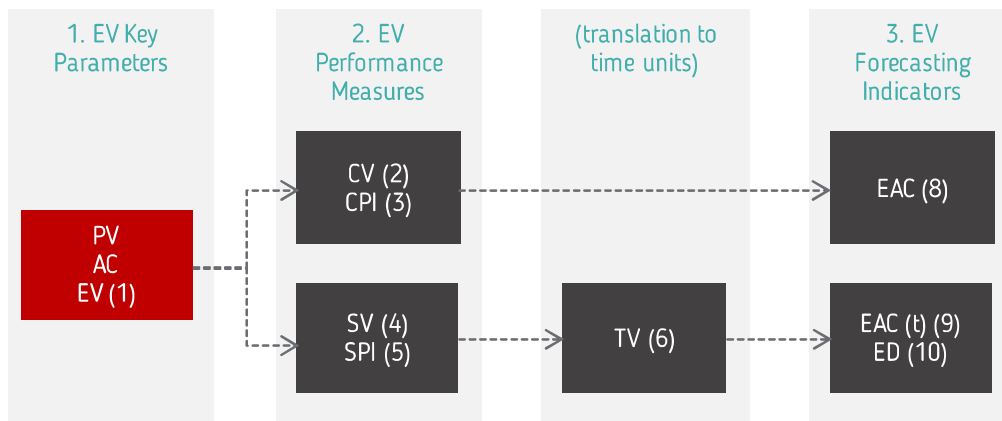 1. EV Key
Parameters
2. EV
Performance
Measures
(translation to
time units)
3. EV
Forecasting
Indicators
PV
AC
EV (1)
CV (2)
CPI (3)
EAC (8)
SV (4)
SPI (5)
TV (6)
EAC (t) (9)
ED (10)